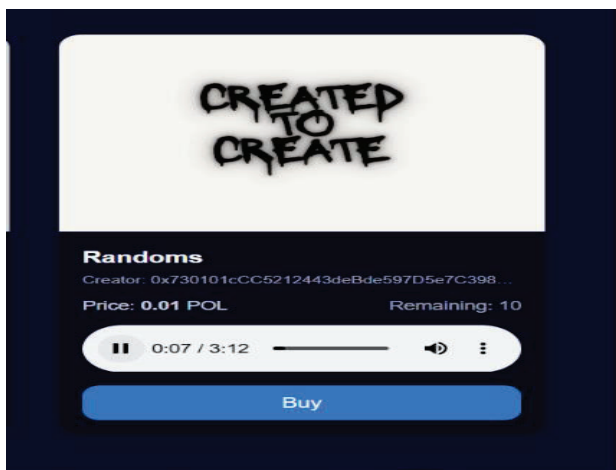 CREATED
TO
CREATE
Randoms
Creator: 0x730101cCC5212443deBde597D5e7C398...
Price: 0.01 POL
Remaining: 10
0:07 / 3:12
Buy